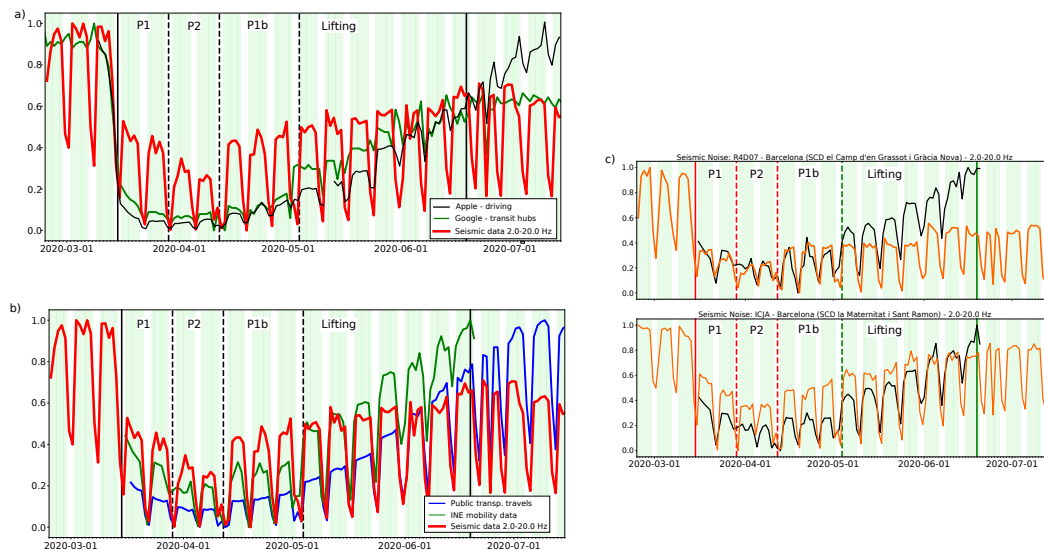 a)
P1 P2 P1b Lifting
1.0
0.8
0.6
0.4
0.2
0.0
Apple - driving
Google - transit hubs
Seismic data 2.0-20.0 Hz
2020-03-01 2020-04-01 2020-05-01 2020-06-01 2020-07-01
b)
P1 P2 P1b Lifting
1.0
0.8
0.6
0.4
0.2
0.0
Public transp. travels
INE mobility data
Seismic data 2.0-20.0 Hz
2020-03-01 2020-04-01 2020-05-01 2020-06-01 2020-07-01
c)
Seismic Noise: R4D07 - Barcelona (SCD el Camp d'en Grassot i Gràcia Nova) - 2.0-20.0 Hz
P1 P2 P1b Lifting
1.0
0.8
0.6
0.4
0.2
0.0
Seismic Noise: ICJA - Barcelona (SCD la Maternitat i Sant Ramon) - 2.0-20.0 Hz
P1 P2 P1b Lifting
1.0
0.8
0.6
0.4
0.2
0.0
2020-03-01 2020-04-01 2020-05-01 2020-06-01 2020-07-01